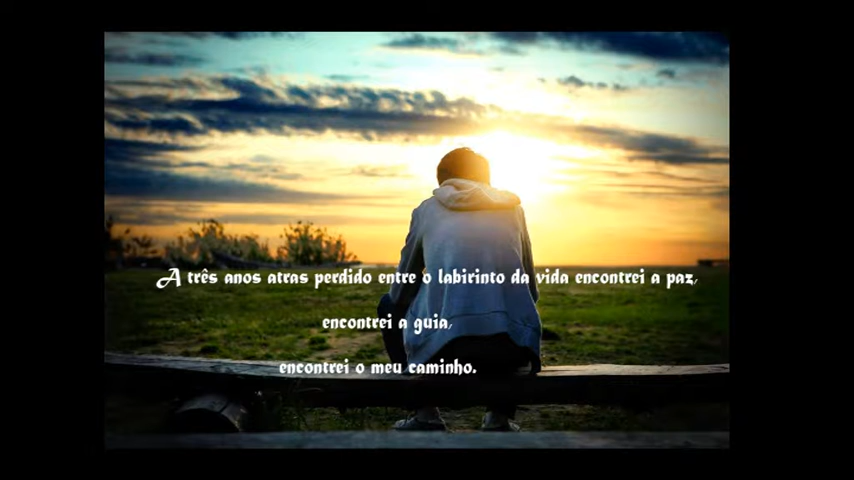 A três anos atras perdido entre o labirinto da vida encontrei a paz,
encontrei a guia,
encontrei o meu caminho.